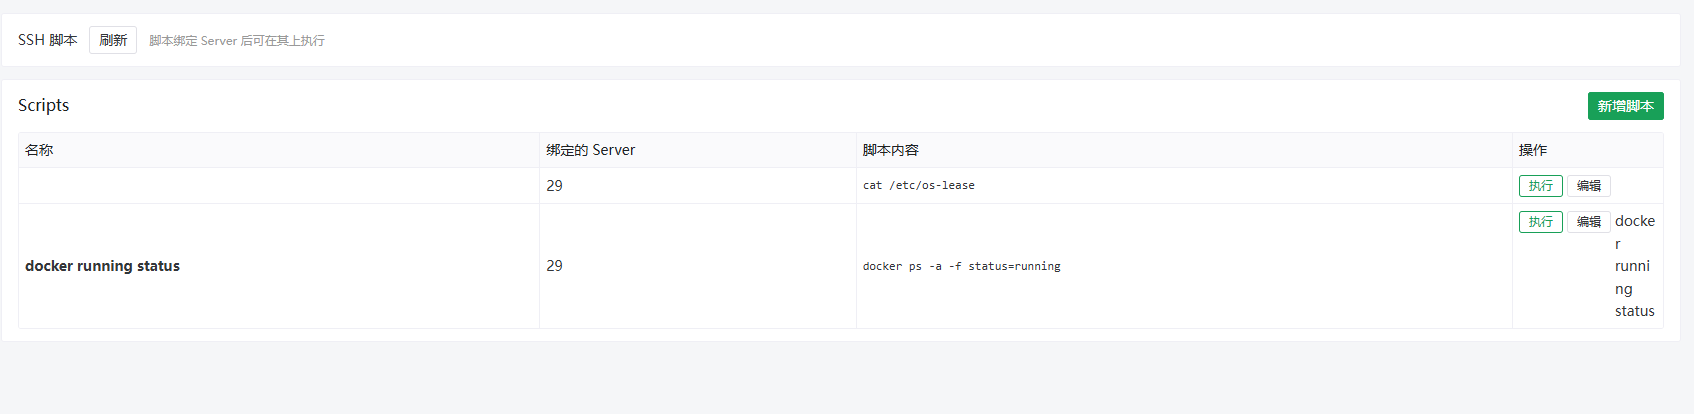 SSH 脚本 刷新 脚本绑定 Server 后可在其上执行
Scripts 新增脚本
名称 绑定的 Server 脚本内容 操作
29 cat /etc/os-lease 执行 编辑
docker running status 29 docker ps -a -f status=running 执行 编辑 docke
r
runni
ng
status